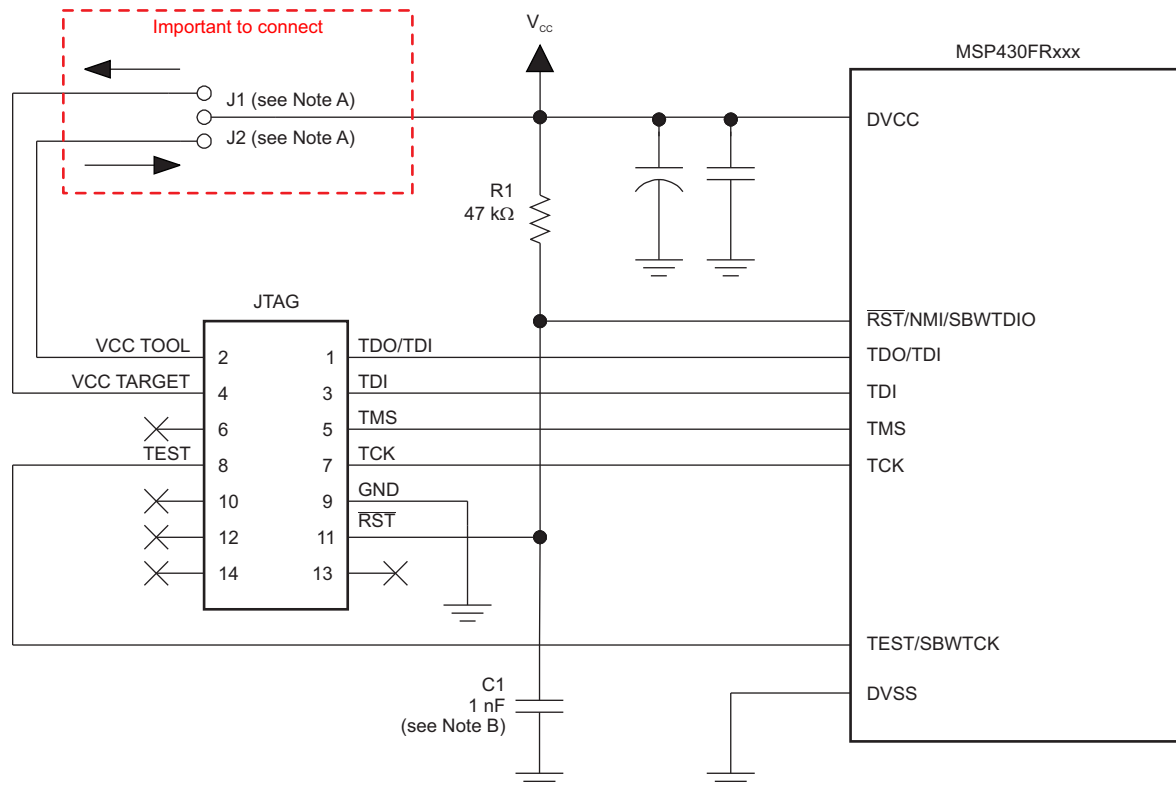 Important to connect
J1 (see Note A)
J2 (see Note A)
VCC
MSP430FRxxx
DVCC
R1
47 kΩ
JTAG
RST/NMI/SBWTDIO
VCC TOOL
2
1
TDO/TDI
TDO/TDI
VCC TARGET
4
3
TDI
TDI
6
5
TMS
TMS
TEST
8
7
TCK
TCK
10
9
GND
12
11
RST
14
13
TEST/SBWTCK
C1
1 nF
(see Note B)
DVSS